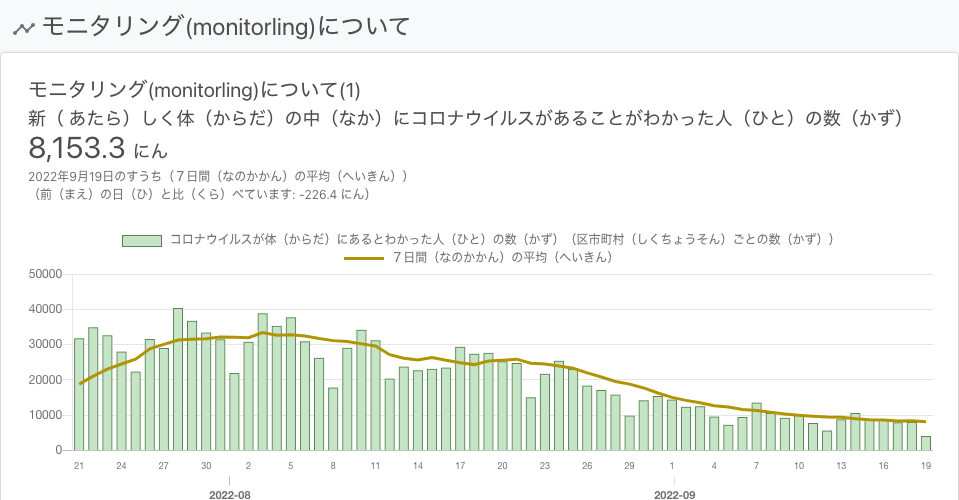 モニタリング(monitorling)について
モニタリング(monitorling)について(1)
新（ あたら）しく体（からだ）の中（なか）にコロナウイルスがあることがわかった人（ひと）の数（かず）
8,153.3 にん
2022年9月19日のすうち（７日間（なのかかん）の平均（へいきん））
（前（まえ）の日（ひ）と比（くら）べています: -226.4 にん）
コロナウイルスが体（からだ）にあるとわかった人（ひと）の数（かず）（区市町村（しくちょうそん）ごとの数（かず））
７日間（なのかかん）の平均（へいきん）
50000
40000
30000
20000
10000
0
21 24 27 30 2 5 8 11 14 17 20 23 26 29 1 4 7 10 13 16 19
2022-08 2022-09